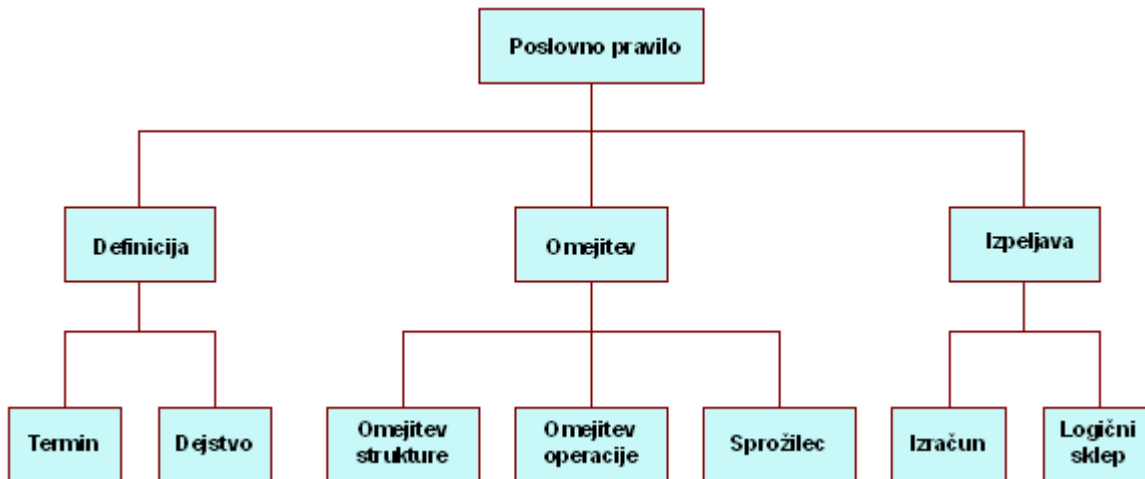 Poslovno pravilo
Definicija
Omejitev
Izpeljava
Termin
Dejstvo
Omejitev
strukture
Omejitev
operacije
Sprožilec
Izračun
Logični
sklep